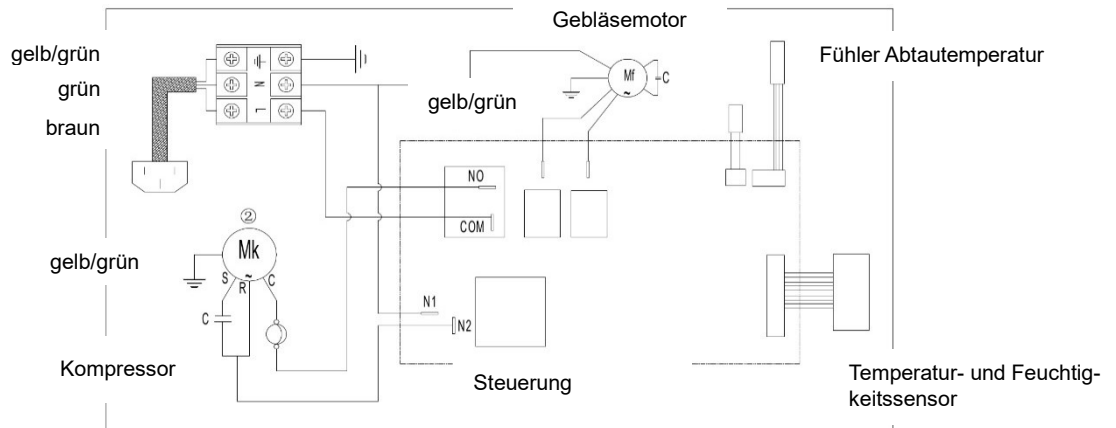 Gebläsemotor
gelb/grün
Fühler Abtautemperatur
grün
gelb/grün
braun
N
L
Mf
~
C
NO
COM
②
Mk
~
gelb/grün
S
R
C
C
N1
N2
Kompressor
Steuerung
Temperatur- und Feuchtig-
keitssensor